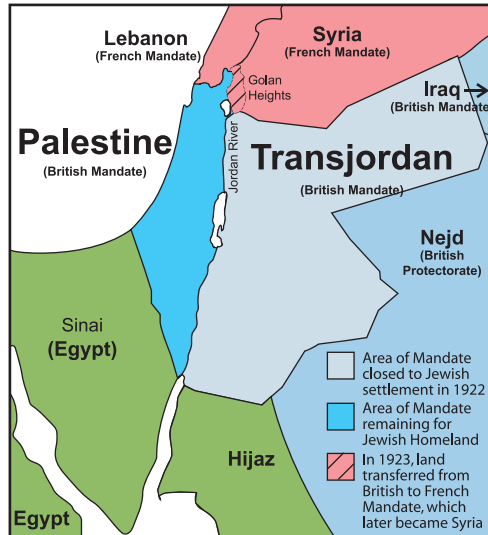 Lebanon
(French Mandate)
Syria
(French Mandate)
Golan
Heights
Iraq
(British Mandate)
Palestine
(British Mandate)
Jordan River
Transjordan
(British Mandate)
Nejd
(British
Protectorate)
Sinai
(Egypt)
Area of Mandate
closed to Jewish
settlement in 1922
Area of Mandate
remaining for
Jewish Homeland
Hijaz
In 1923, land
transferred from
British to French
Mandate, which
later became Syria
Egypt